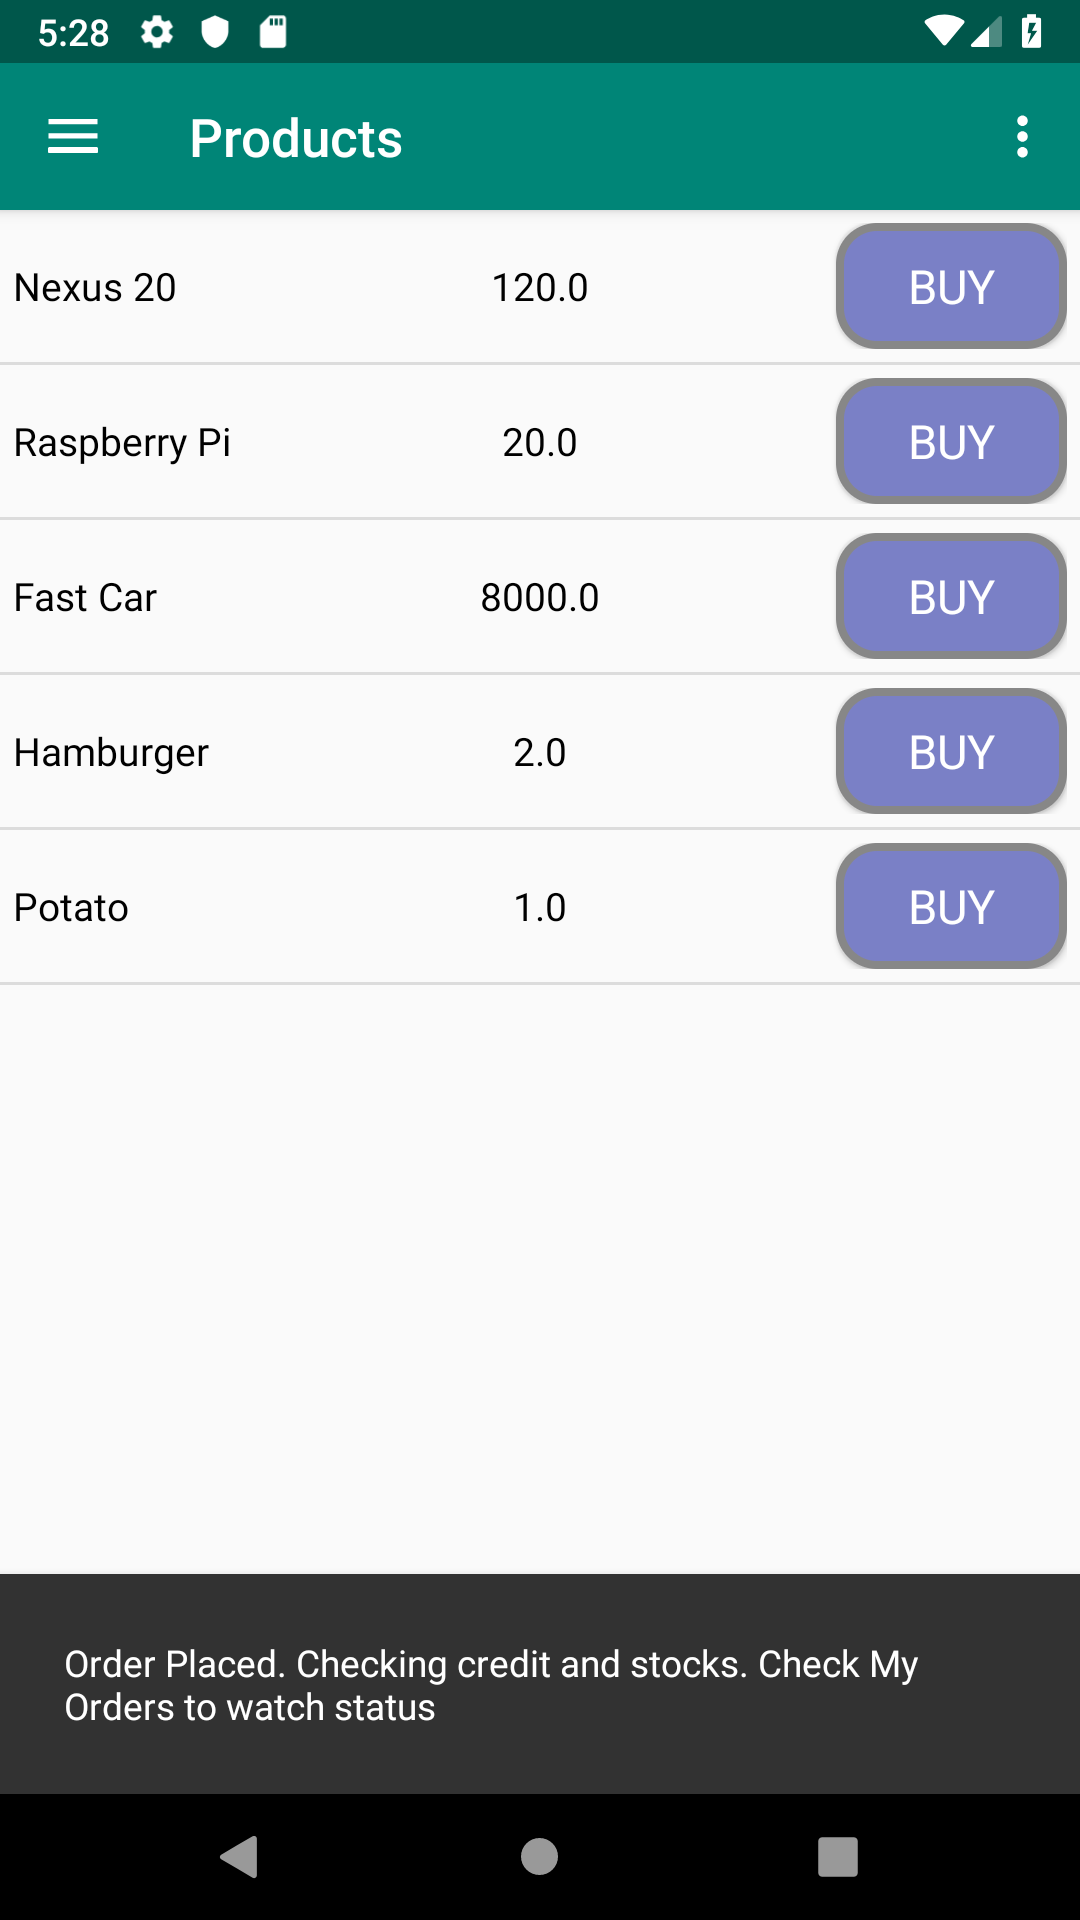 5:28
Products
Nexus 20 120.0 BUY
Raspberry Pi 20.0 BUY
Fast Car 8000.0 BUY
Hamburger 2.0 BUY
Potato 1.0 BUY
Order Placed. Checking credit and stocks. Check My
Orders to watch status